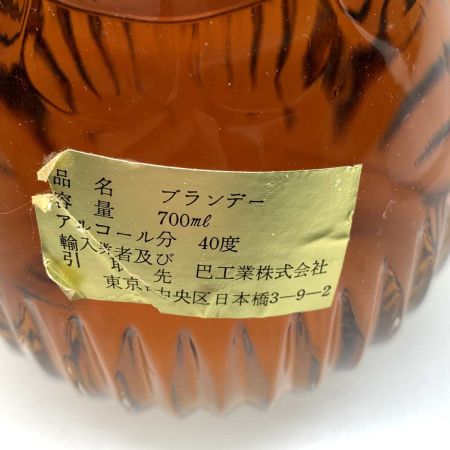 品名 ブランデー
容量 700ml
アルコール分 40度
輸入業者及び
引取先 巴工業株式会社
東京 中央区日本橋3-9-2